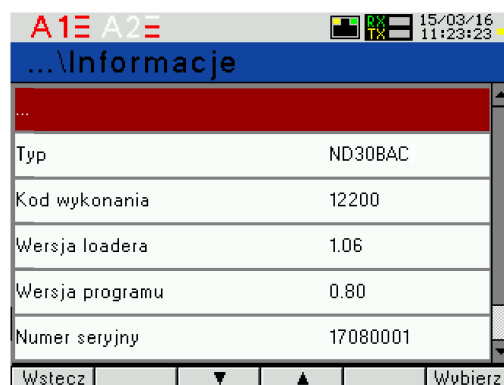 A1 A2 RX TX 15/03/16 11:23:23
...\Informacje
...
Typ ND30BAC
Kod wykonania 12200
Wersja loadera 1.06
Wersja programu 0.80
Numer seryjny 17080001
Wstecz ▼ ▲ Wybierz